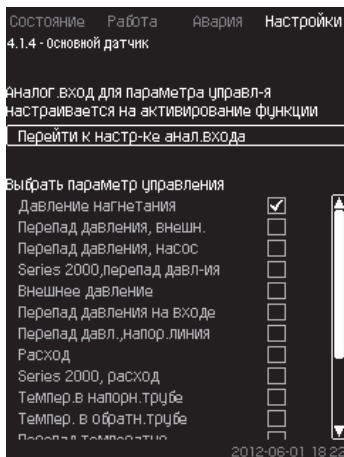 Состояние Работа Авария Настройки
4.1.4 - Основной датчик
Аналог.вход для параметра управл-я
настраивается на активирование функции
Перейти к настр-ке анал.входа
Выбрать параметр управления
Давление нагнетания
Перепад давления, внешн.
Перепад давления, насос
Series 2000,перепад давл-ия
Внешнее давление
Перепад давления на входе
Перепад давл.,напор.линия
Расход
Series 2000, расход
Темпер.в напорн.трубе
Темпер. в обратн.трубе
2012-06-01 18:22